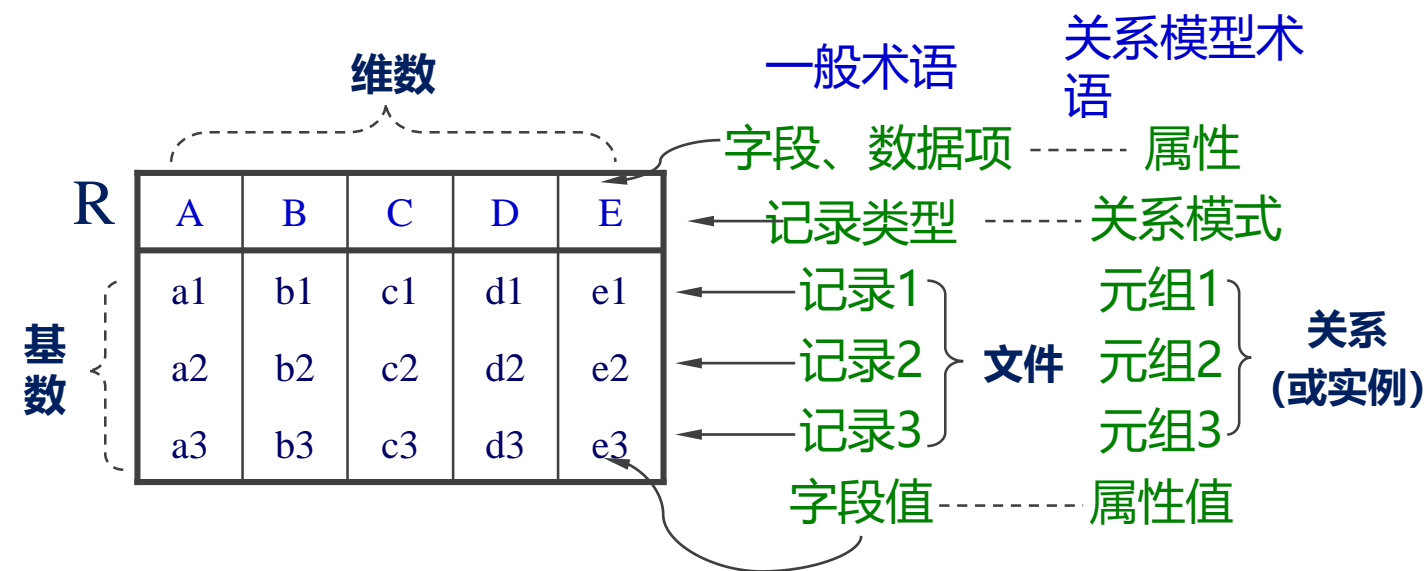 维数
一般术语
关系模型术
语
字段、数据项 属性
R A B C D E 记录类型 关系模式
a1 b1 c1 d1 e1 记录1 元组1
a2 b2 c2 d2 e2 记录2 元组2
a3 b3 c3 d3 e3 记录3 元组3
基
数
文件
关系
(或实例)
字段值 属性值